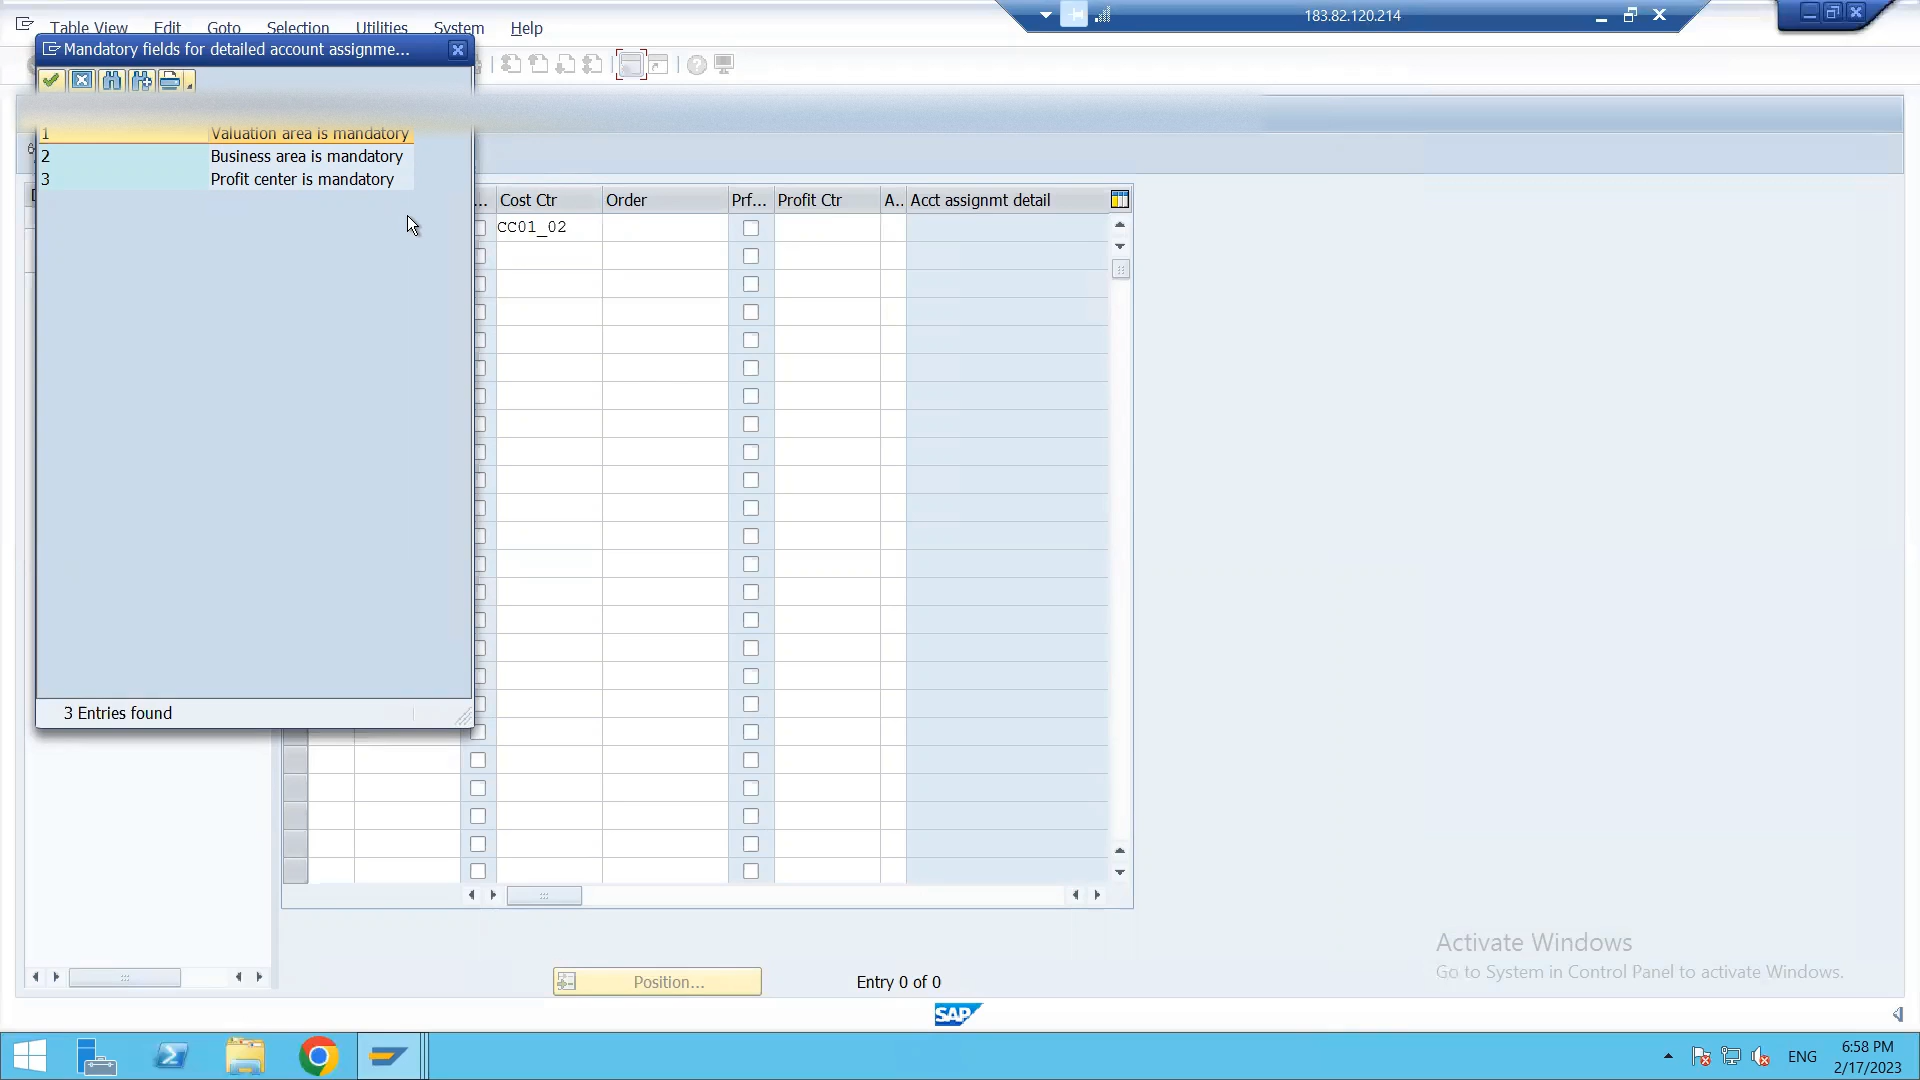 Table View Edit Goto Selection Utilities System Help
183.82.120.214
Mandatory fields for detailed account assignme...
1 Valuation area is mandatory
2 Business area is mandatory
3 Profit center is mandatory
... Cost Ctr Order Prf... Profit Ctr A.. Acct assignmt detail
CC01_02
3 Entries found
Position... Entry 0 of 0
Activate Windows
Go to System in Control Panel to activate Windows.
SAP
ENG
6:58 PM
2/17/2023